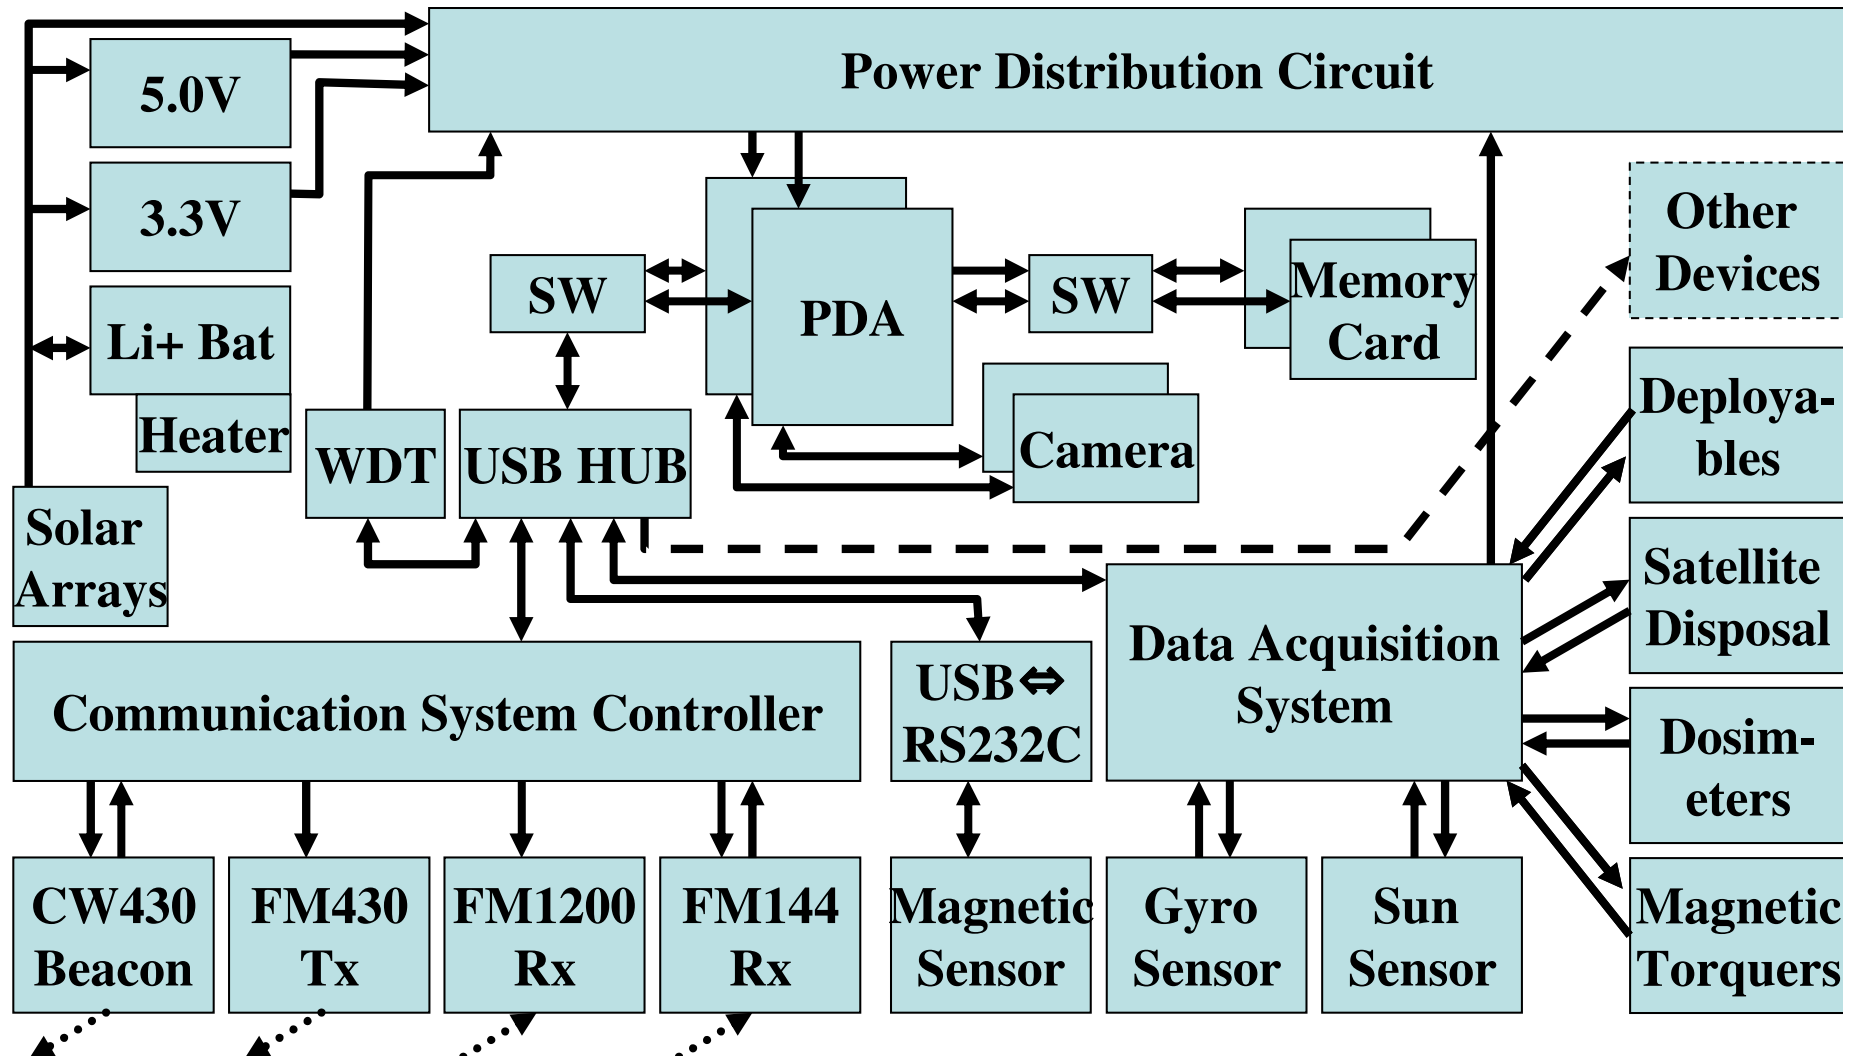 Power Distribution Circuit
5.0V
3.3V
Li+ Bat
Heater
Solar
Arrays
WDT
SW
USB HUB
PDA
SW
Memory
Card
Camera
Other
Devices
Deploya-
bles
Satellite
Disposal
Dosim-
eters
Magnetic
Torquers
Communication System Controller
USB⇔
RS232C
Data Acquisition
System
CW430
Beacon
FM430
Tx
FM1200
Rx
FM144
Rx
Magnetic
Sensor
Gyro
Sensor
Sun
Sensor